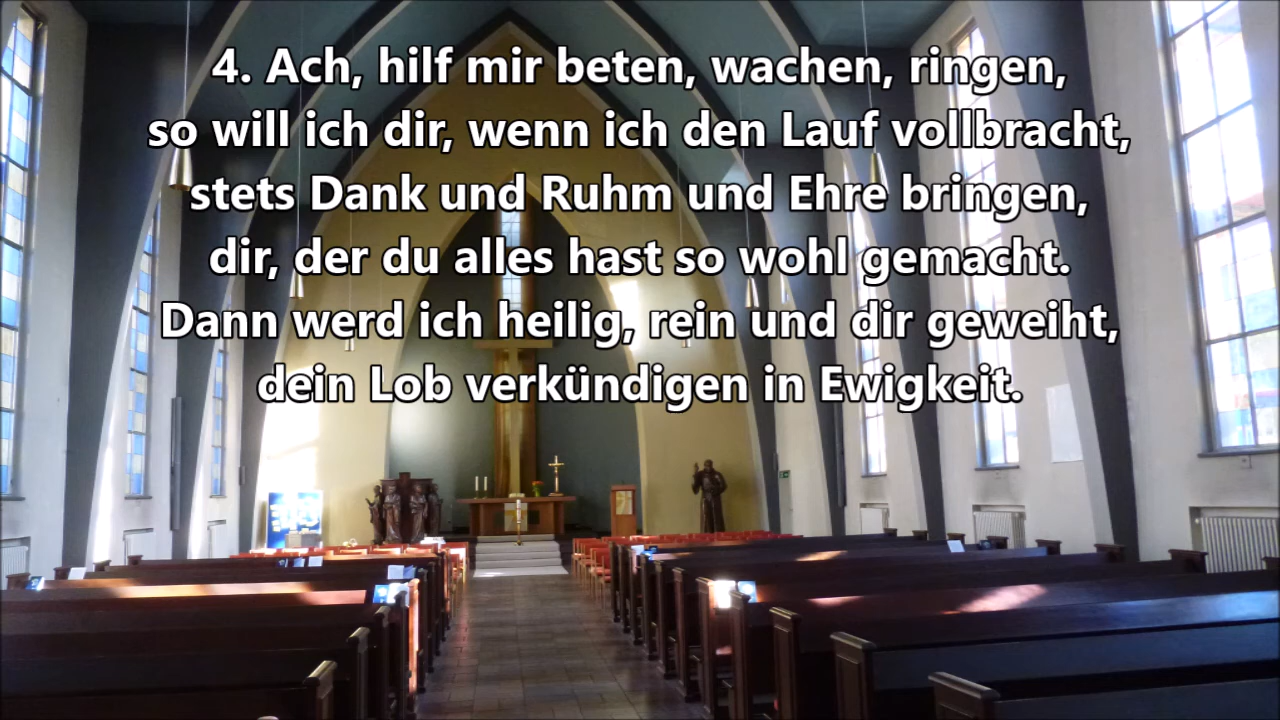 4. Ach, hilf mir beten, wachen, ringen,
so will ich dir, wenn ich den Lauf vollbracht,
stets Dank und Ruhm und Ehre bringen,
dir, der du alles hast so wohl gemacht.
Dann werd ich heilig, rein und dir geweiht,
dein Lob verkündigen in Ewigkeit.